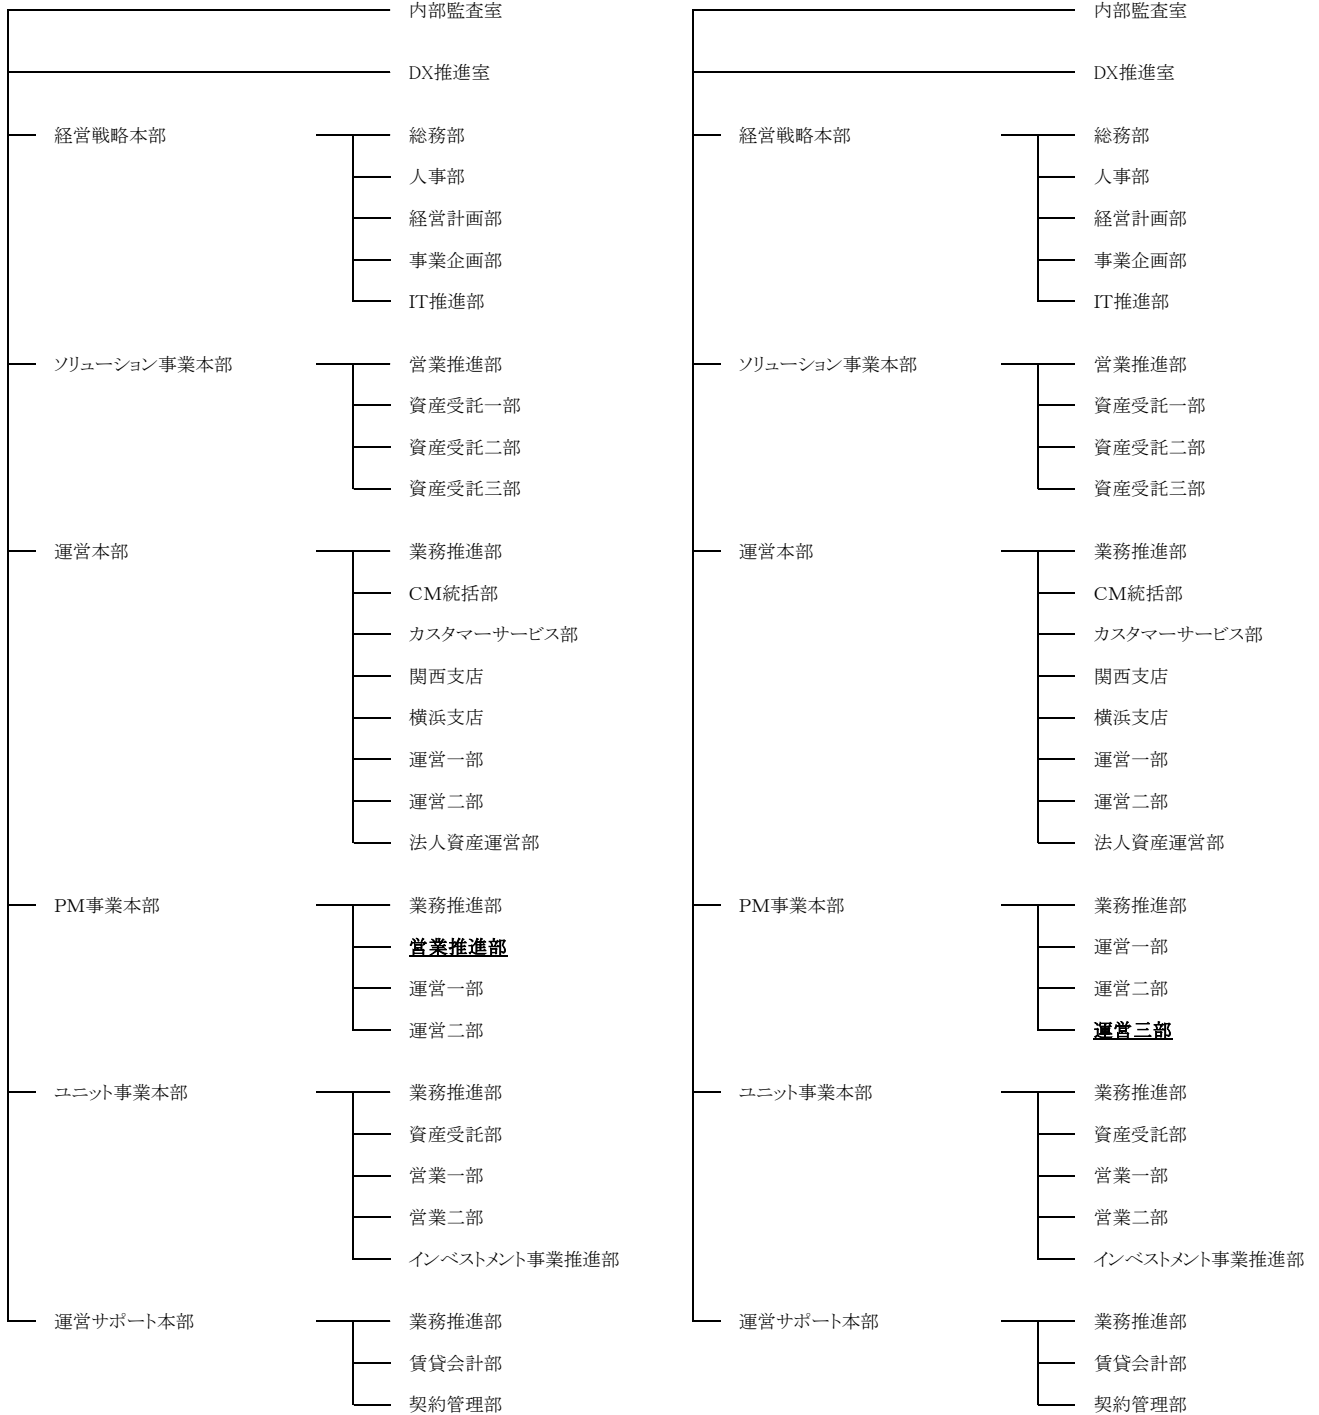 内部監査室
DX推進室
経営戦略本部
総務部
人事部
経営計画部
事業企画部
IT推進部
ソリューション事業本部
営業推進部
資産受託一部
資産受託二部
資産受託三部
運営本部
業務推進部
CM統括部
カスタマーサービス部
関西支店
横浜支店
運営一部
運営二部
法人資産運営部
PM事業本部
業務推進部
営業推進部
運営一部
運営二部
ユニット事業本部
業務推進部
資産受託部
営業一部
営業二部
インベストメント事業推進部
運営サポート本部
業務推進部
賃貸会計部
契約管理部
内部監査室
DX推進室
経営戦略本部
総務部
人事部
経営計画部
事業企画部
IT推進部
ソリューション事業本部
営業推進部
資産受託一部
資産受託二部
資産受託三部
運営本部
業務推進部
CM統括部
カスタマーサービス部
関西支店
横浜支店
運営一部
運営二部
法人資産運営部
PM事業本部
業務推進部
運営一部
運営二部
運営三部
ユニット事業本部
業務推進部
資産受託部
営業一部
営業二部
インベストメント事業推進部
運営サポート本部
業務推進部
賃貸会計部
契約管理部